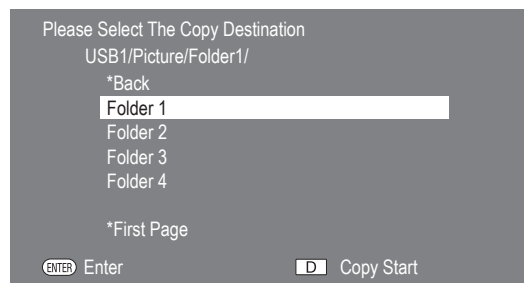 Please Select The Copy Destination
USB1/Picture/Folder1/
*Back
Folder 1
Folder 2
Folder 3
Folder 4
*First Page
ENTER Enter D Copy Start